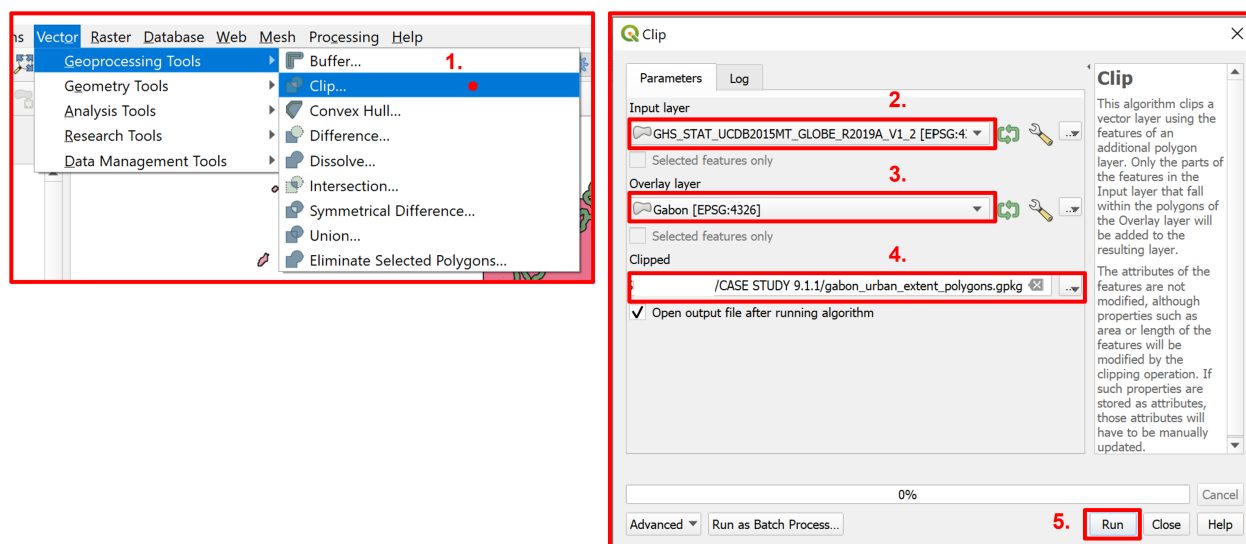 Vector Raster Database Web Mesh Processing Help
Geoprocessing Tools
Geometry Tools
Analysis Tools
Research Tools
Data Management Tools
1.
Buffer...
Clip...
Convex Hull...
Difference...
Dissolve...
Intersection...
Symmetrical Difference...
Union...
Eliminate Selected Polygons...
Clip
Parameters Log
2.
Input layer
GHS_STAT_UCDB2015MT_GLOBE_R2019A_V1_2 [EPSG:4
Selected features only
3.
Overlay layer
Gabon [EPSG:4326]
Selected features only
4.
Clipped
/CASE STUDY 9.1.1/gabon_urban_extent_polygons.gpkg
Open output file after running algorithm
Clip
This algorithm clips a
vector layer using the
features of an
additional polygon
layer. Only the parts of
the features in the
Input layer that fall
within the polygons of
the Overlay layer will
be added to the
resulting layer.
The attributes of the
features are not
modified, although
properties such as
area or length of the
features will be
modified by the
clipping operation. If
such properties are
stored as attributes,
those attributes will
have to be manually
updated.
0%
Cancel
Advanced Run as Batch Process...
5.
Run Close Help